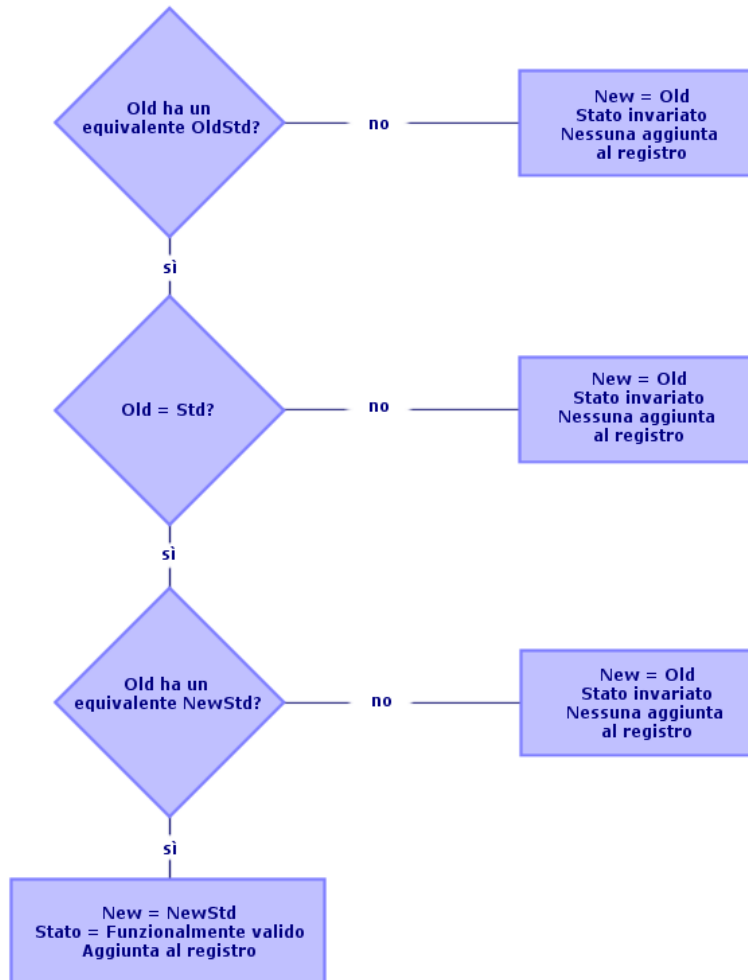 Old ha un
equivalente OldStd?
no
New = Old
Stato invariato
Nessuna aggiunta
al registro
sì
Old = Std?
no
New = Old
Stato invariato
Nessuna aggiunta
al registro
sì
Old ha un
equivalente NewStd?
no
New = Old
Stato invariato
Nessuna aggiunta
al registro
sì
New = NewStd
Stato = Funzionalmente valido
Aggiunta al registro